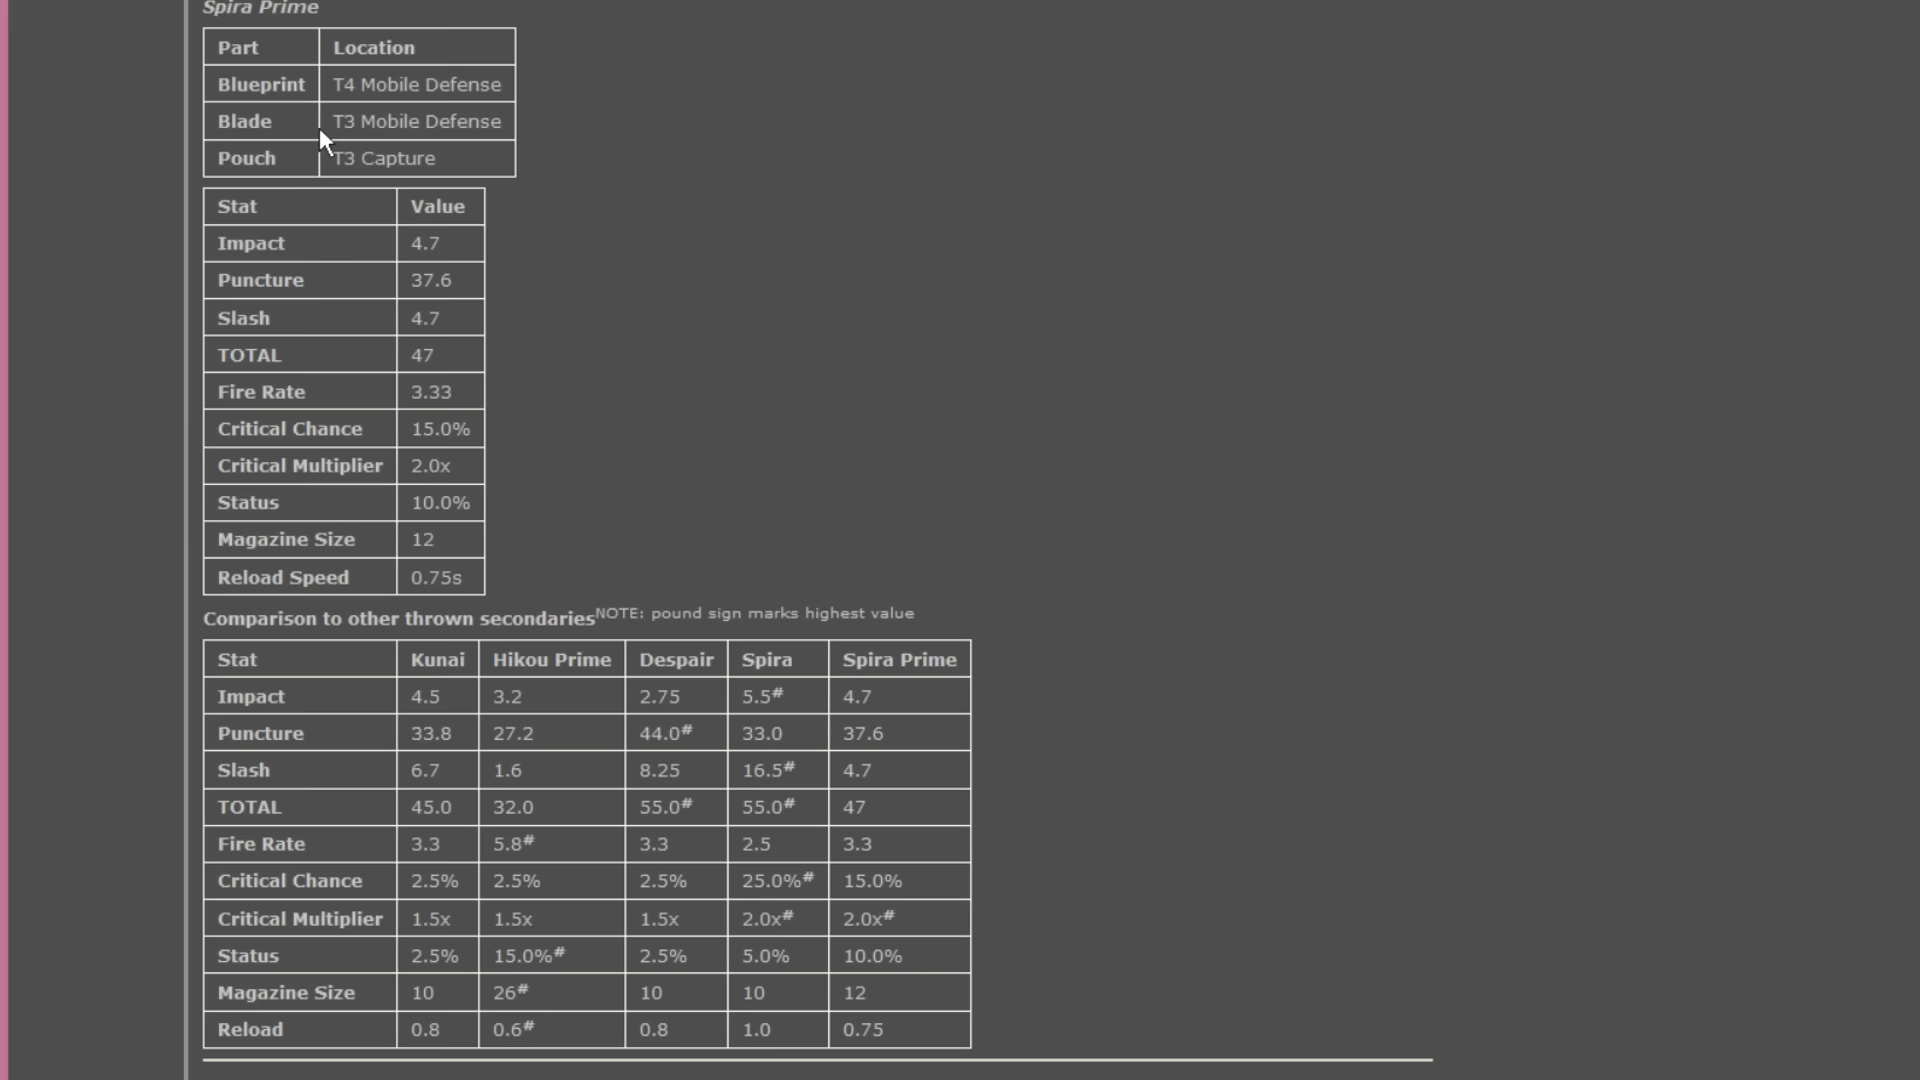 Spira Prime
Part Location
Blueprint T4 Mobile Defense
Blade T3 Mobile Defense
Pouch T3 Capture
Stat Value
Impact 4.7
Puncture 37.6
Slash 4.7
TOTAL 47
Fire Rate 3.33
Critical Chance 15.0%
Critical Multiplier 2.0x
Status 10.0%
Magazine Size 12
Reload Speed 0.75s
Comparison to other thrown secondariesNOTE: pound sign marks highest value
Stat Kunai Hikou Prime Despair Spira Spira Prime
Impact 4.5 3.2 2.75 5.5# 4.7
Puncture 33.8 27.2 44.0# 33.0 37.6
Slash 6.7 1.6 8.25 16.5# 4.7
TOTAL 45.0 32.0 55.0# 55.0# 47
Fire Rate 3.3 5.8# 3.3 2.5 3.3
Critical Chance 2.5% 2.5% 2.5% 25.0%# 15.0%
Critical Multiplier 1.5x 1.5x 1.5x 2.0x# 2.0x#
Status 2.5% 15.0%# 2.5% 5.0% 10.0%
Magazine Size 10 26# 10 10 12
Reload 0.8 0.6# 0.8 1.0 0.75